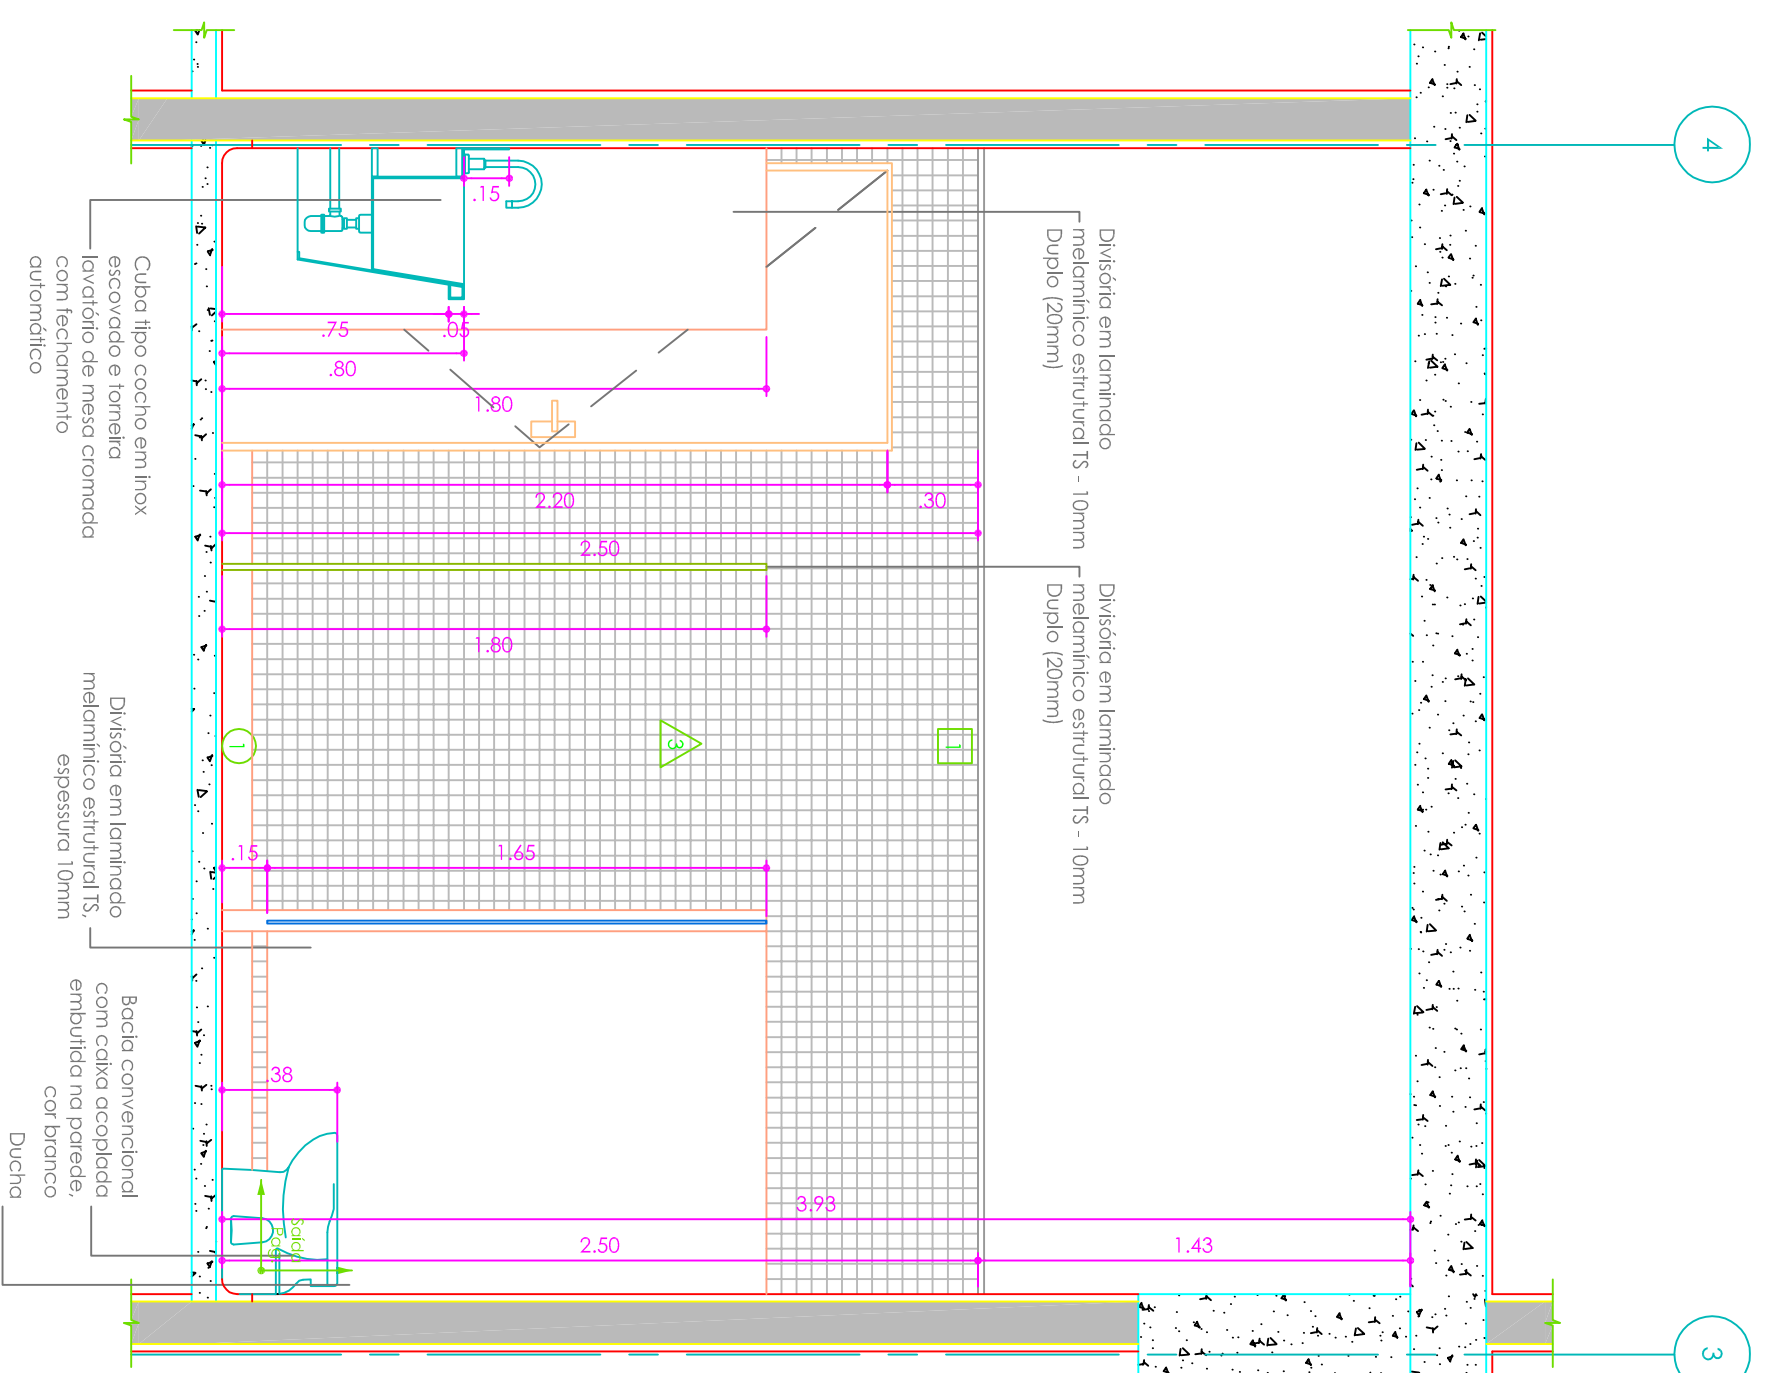 4
Divisória em laminado
melamínico estrutural TS - 10mm
Duplo (20mm)
Divisória em laminado
melamínico estrutural TS - 10mm
Duplo (20mm)
3
.15
.75
.05
.80
1.80
2.20
.30
2.50
1.80
1
3
1
.15
1.65
.38
3.93
2.50
1.43
Saída
Cuba tipo cocho em inox
escovado e torneira
lavatório de mesa cromada
com fechamento
automático
Divisória em laminado
melamínico estrutural TS,
espessura 10mm
Bacia convencional
com caixa acoplada
embutida na parede,
cor branco
Ducha